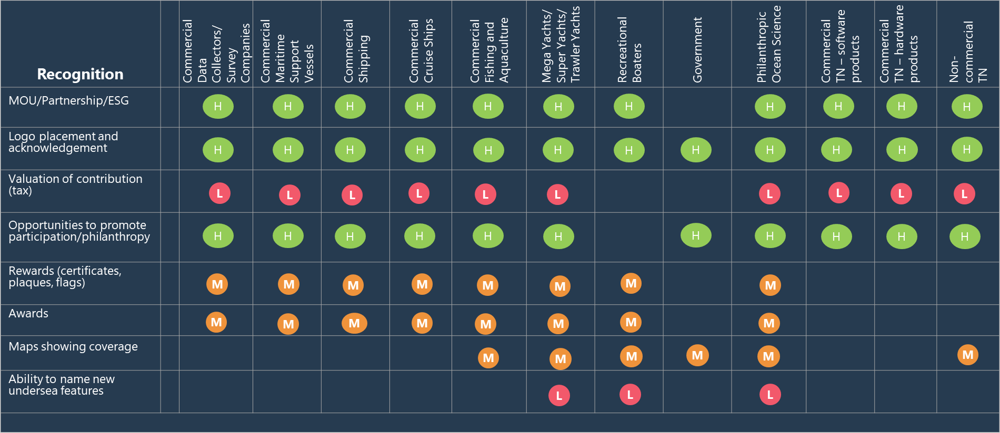 Recognition
Commercial
Data
Collectors/
Survey
Companies
Commercial
Maritime
Support
Vessels
Commercial
Shipping
Commercial
Cruise Ships
Commercial
Fishing and
Aquaculture
Mega Yachts/
Super Yachts/
Trawler Yachts
Recreational
Boaters
Government
Philanthropic
Ocean Science
Commercial
TN – software
products
Commercial
TN – hardware
products
Non-
commercial
TN
MOU/Partnership/ESG
H H H H H H H H H H H
Logo placement and
acknowledgement
H H H H H H H H H H H H
Valuation of contribution
(tax)
L L L L L L L L L L
Opportunities to promote
participation/philanthropy
H H H H H H H H H H H
Rewards (certificates,
plaques, flags)
M M M M M M M M
Awards
M M M M M M M M
Maps showing coverage
M M M M M M
Ability to name new
undersea features
L L L